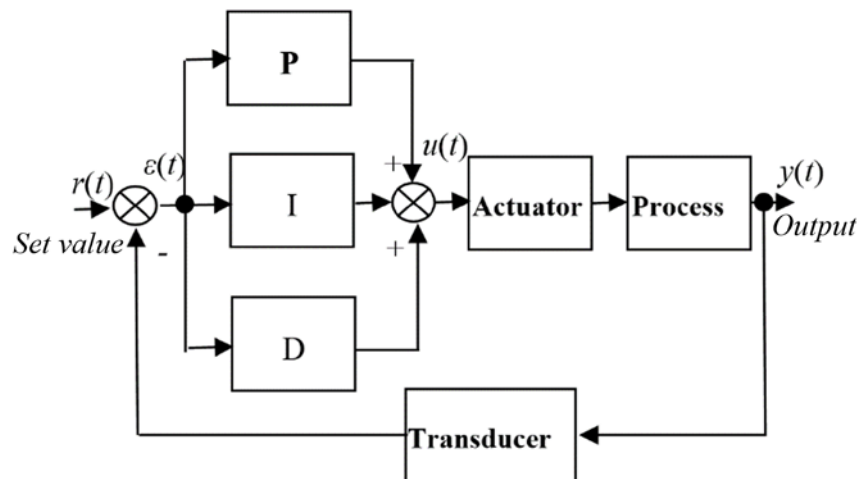 P
ε(t)
r(t)
Set value
-
I
+
u(t)
+
Actuator
Process
y(t)
Output
D
Transducer